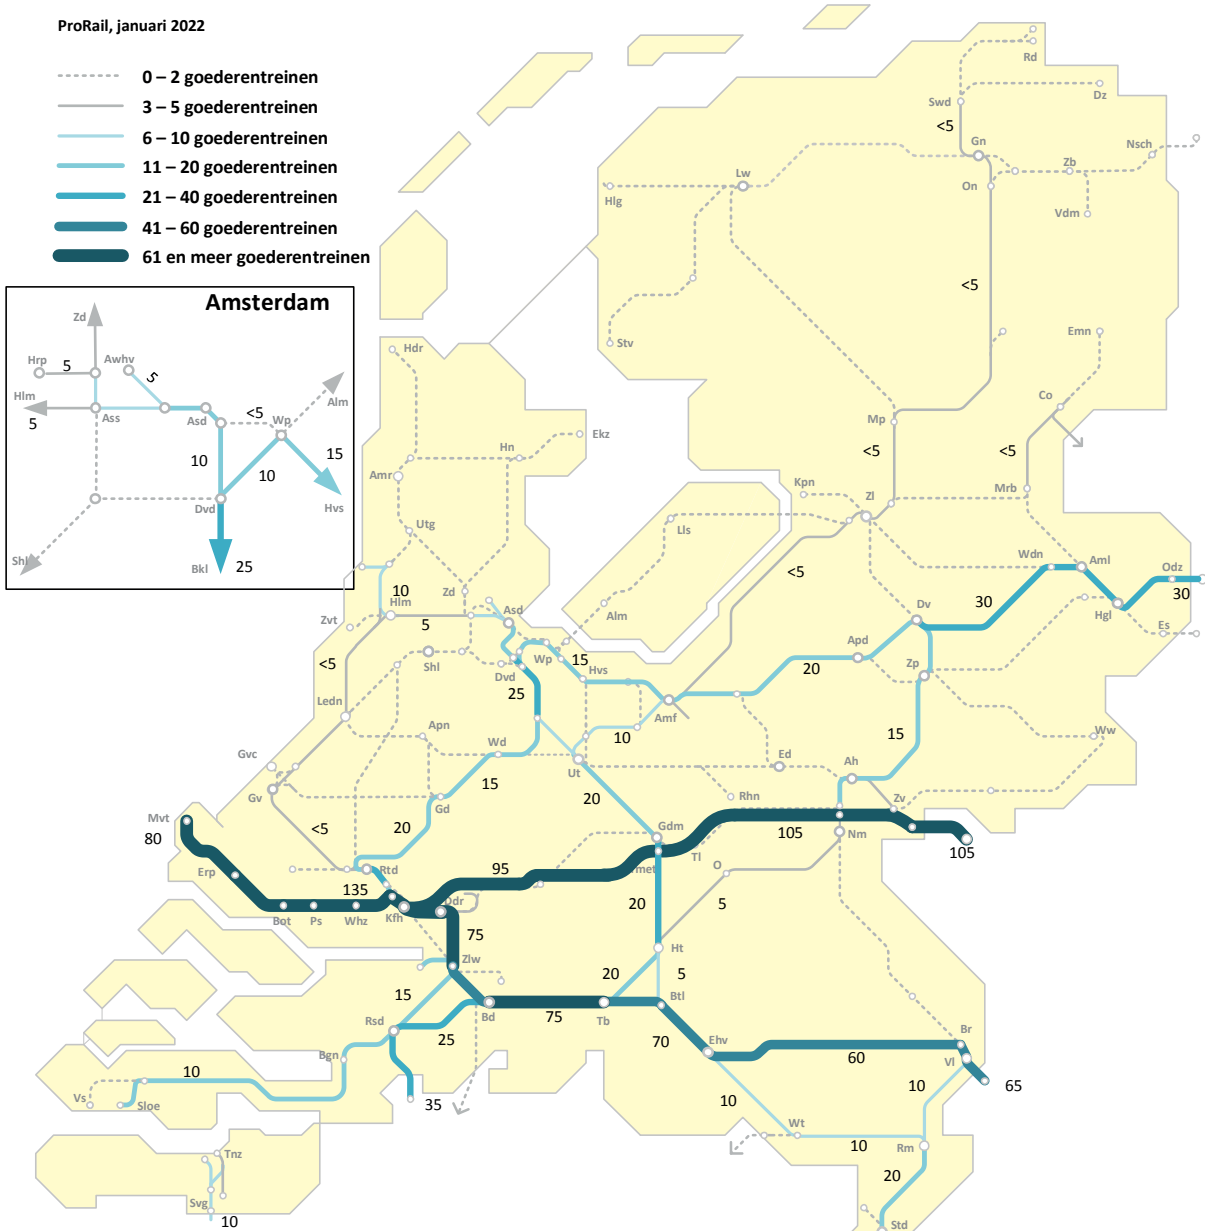 ProRail, januari 2022
0 – 2 goederentreinen
3 – 5 goederentreinen
6 – 10 goederentreinen
11 – 20 goederentreinen
21 – 40 goederentreinen
41 – 60 goederentreinen
61 en meer goederentreinen
Amsterdam
Zd
Hrp
5
Awhv
5
Hlm
5
Ass
Asd
<5
Wp
Alm
10
10
15
Dvd
Hvs
Shl
Bkl
25
Rd
Swd
Dz
<5
Gn
Nsch
Zb
Lw
On
Hlg
Vdm
<5
Stv
Emn
Hdr
Co
Mp
Ekz
Hn
<5
<5
Amr
Kpn
Zl
Mrb
Utg
Lls
Wdn
Aml
Odz
<5
10
Zd
30
30
Hlm
Alm
Dv
Hgl
Zvt
5
Asd
Es
<5
Shl
Wp
15
Hvs
Apd
20
Zp
Dvd
25
Ledn
Amf
Apn
10
15
Ww
Gvc
Wd
Ut
Ed
Ah
15
Gv
20
Rhn
Zv
Gd
Mvt
<5
20
Gdm
105
Nm
80
Tl
105
Erp
Rtd
95
rmet
O
135
Ddr
20
5
Bot
Ps
Whz
Kfh
75
Ht
Zlw
20
5
15
Btl
Rsd
Bd
75
Tb
25
70
Ehv
Br
Bgn
60
Vl
10
10
65
Vs
Sloe
35
10
Wt
10
Rm
Tnz
20
Svg
10
Std